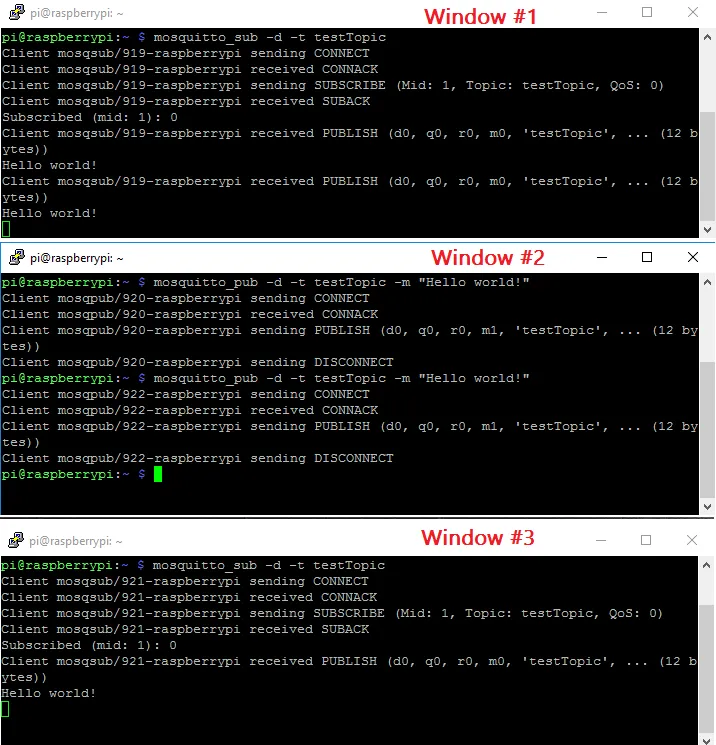 pi@raspberrypi: ~
Window #1
pi@raspberrypi:~ $ mosquitto_sub -d -t testTopic
Client mosqsub/919-raspberrypi sending CONNECT
Client mosqsub/919-raspberrypi received CONNACK
Client mosqsub/919-raspberrypi sending SUBSCRIBE (Mid: 1, Topic: testTopic, QoS: 0)
Client mosqsub/919-raspberrypi received SUBACK
Subscribed (mid: 1): 0
Client mosqsub/919-raspberrypi received PUBLISH (d0, q0, r0, m0, 'testTopic', ... (12 b
ytes))
Hello world!
Client mosqsub/919-raspberrypi received PUBLISH (d0, q0, r0, m0, 'testTopic', ... (12 b
ytes))
Hello world!
pi@raspberrypi: ~
Window #2
pi@raspberrypi:~ $ mosquitto_pub -d -t testTopic -m "Hello world!"
Client mosqpub/920-raspberrypi sending CONNECT
Client mosqpub/920-raspberrypi received CONNACK
Client mosqpub/920-raspberrypi sending PUBLISH (d0, q0, r0, m1, 'testTopic', ... (12 by
tes))
Client mosqpub/920-raspberrypi sending DISCONNECT
pi@raspberrypi:~ $ mosquitto_pub -d -t testTopic -m "Hello world!"
Client mosqpub/922-raspberrypi sending CONNECT
Client mosqpub/922-raspberrypi received CONNACK
Client mosqpub/922-raspberrypi sending PUBLISH (d0, q0, r0, m1, 'testTopic', ... (12 by
tes))
Client mosqpub/922-raspberrypi sending DISCONNECT
pi@raspberrypi:~ $
pi@raspberrypi: ~
Window #3
pi@raspberrypi:~ $ mosquitto_sub -d -t testTopic
Client mosqsub/921-raspberrypi sending CONNECT
Client mosqsub/921-raspberrypi received CONNACK
Client mosqsub/921-raspberrypi sending SUBSCRIBE (Mid: 1, Topic: testTopic, QoS: 0)
Client mosqsub/921-raspberrypi received SUBACK
Subscribed (mid: 1): 0
Client mosqsub/921-raspberrypi received PUBLISH (d0, q0, r0, m0, 'testTopic', ... (12 b
ytes))
Hello world!